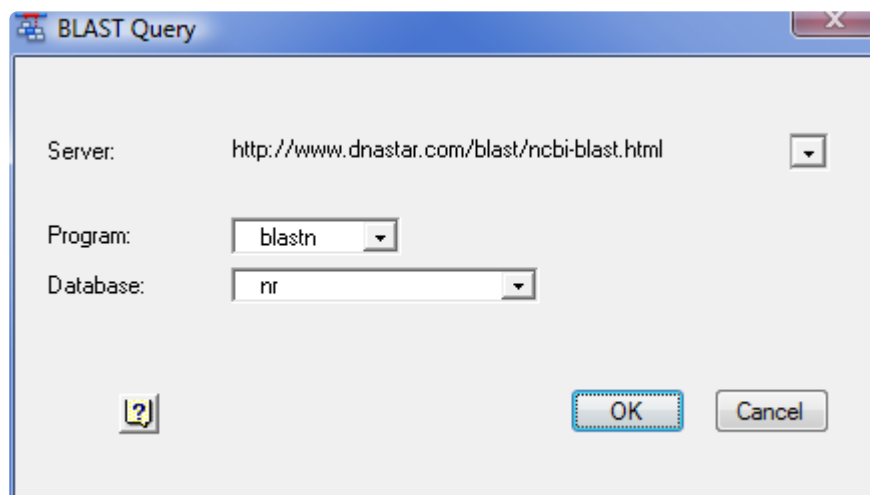 BLAST Query
Server: http://www.dnastar.com/blast/ncbi-blast.html
Program: blastn
Database: nr
?
OK Cancel